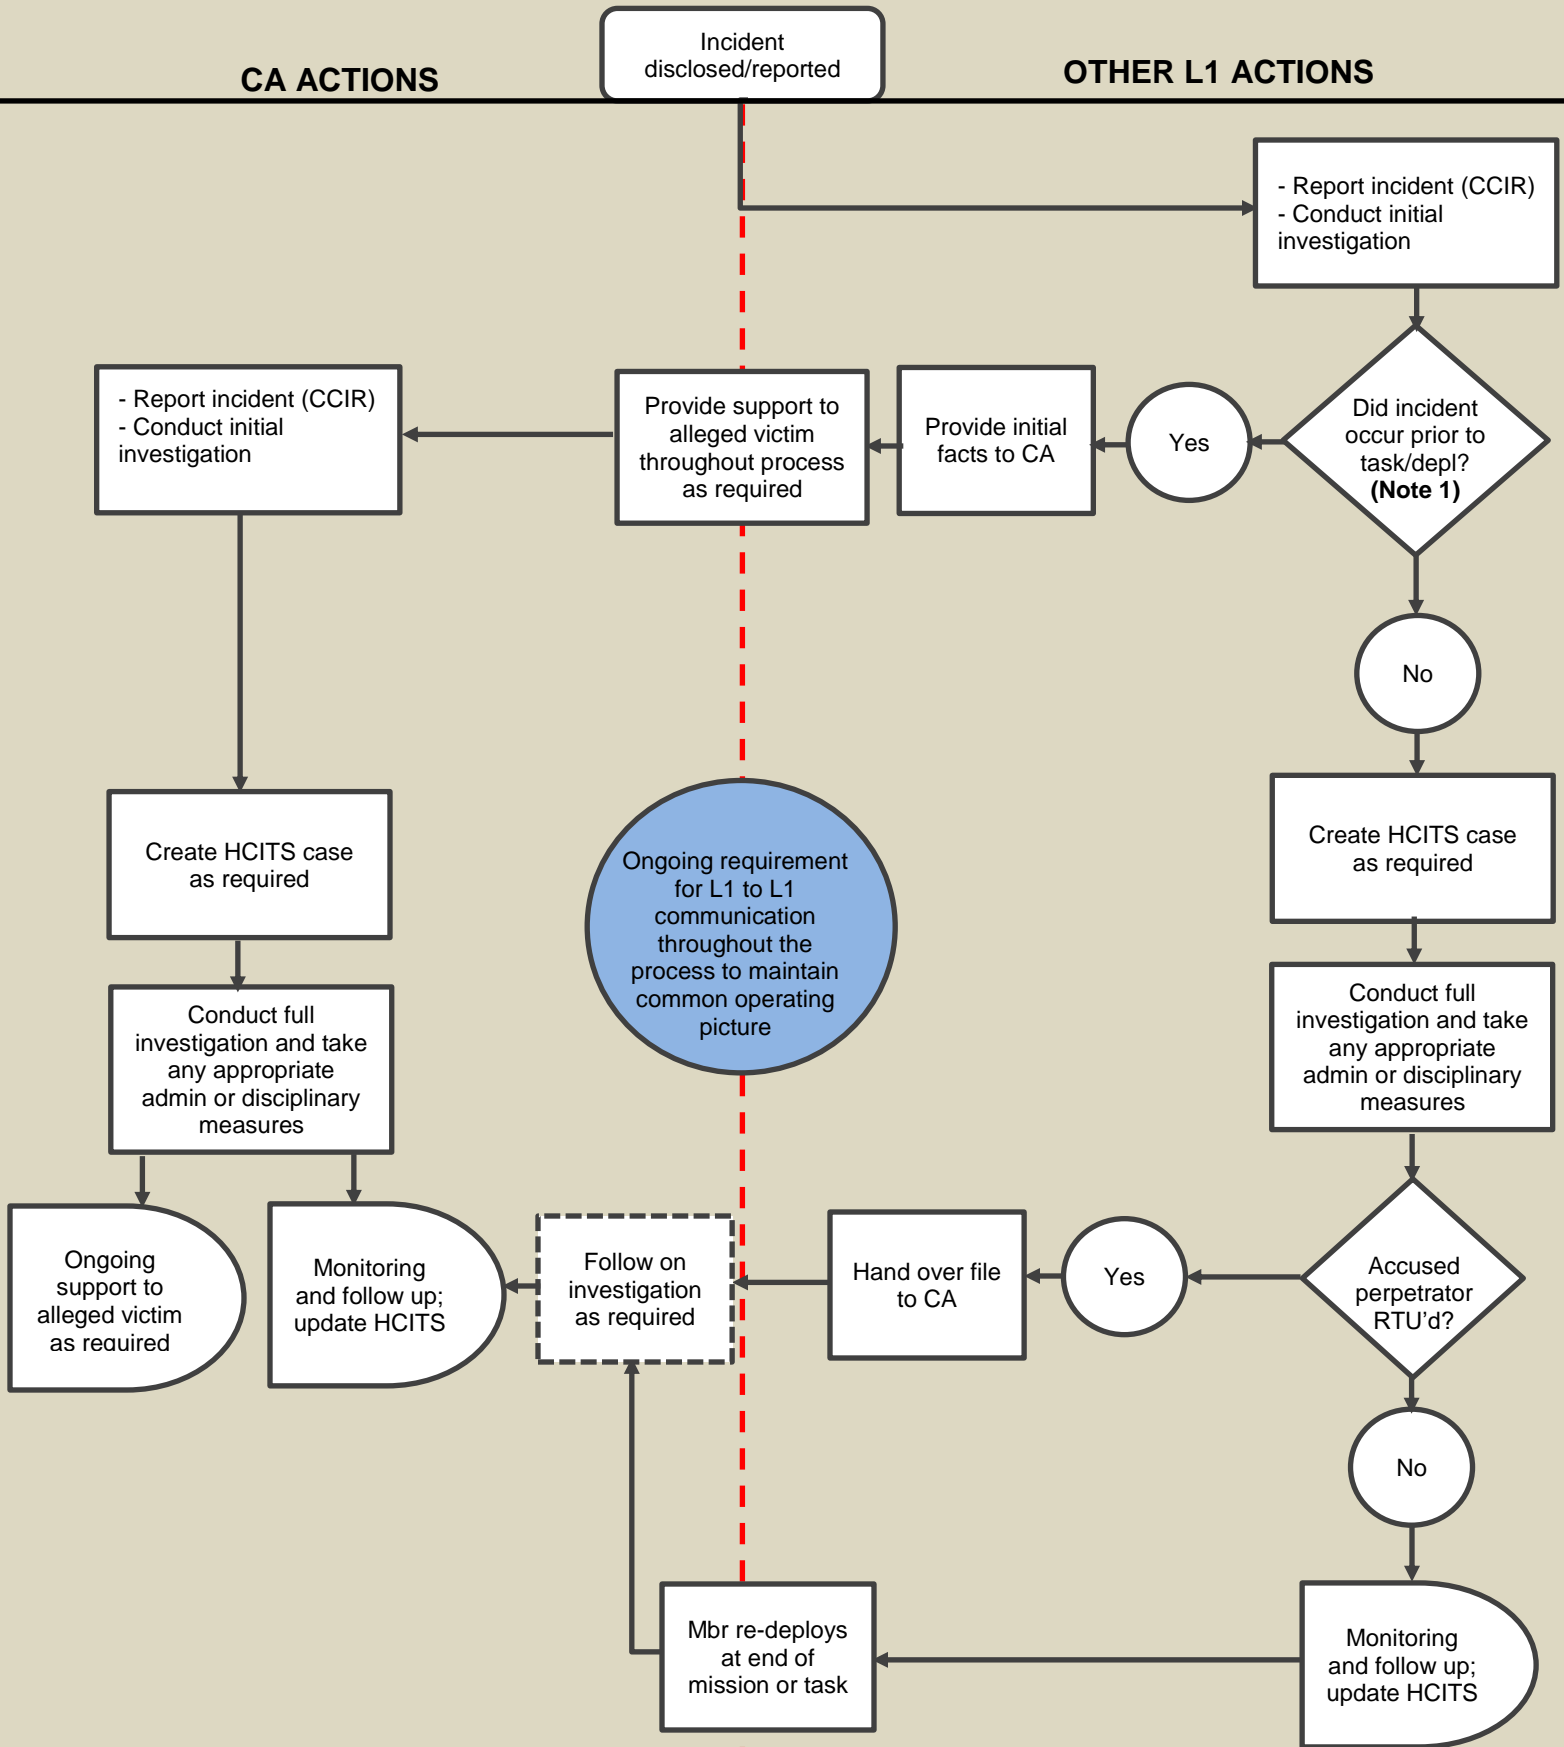 CA ACTIONS
Incident
disclosed/reported
OTHER L1 ACTIONS
- Report incident (CCIR)
- Conduct initial
investigation
Did incident
occur prior to
task/depl?
(Note 1)
Yes
Provide initial
facts to CA
Provide support to
alleged victim
throughout process
as required
- Report incident (CCIR)
- Conduct initial
investigation
No
Create HCITS case
as required
Ongoing requirement
for L1 to L1
communication
throughout the
process to maintain
common operating
picture
Create HCITS case
as required
Conduct full
investigation and take
any appropriate
admin or disciplinary
measures
Conduct full
investigation and take
any appropriate
admin or disciplinary
measures
Ongoing
support to
alleged victim
as required
Monitoring
and follow up;
update HCITS
Follow on
investigation
as required
Hand over file
to CA
Yes
Accused
perpetrator
RTU’d?
No
Mbr re-deploys
at end of
mission or task
Monitoring
and follow up;
update HCITS